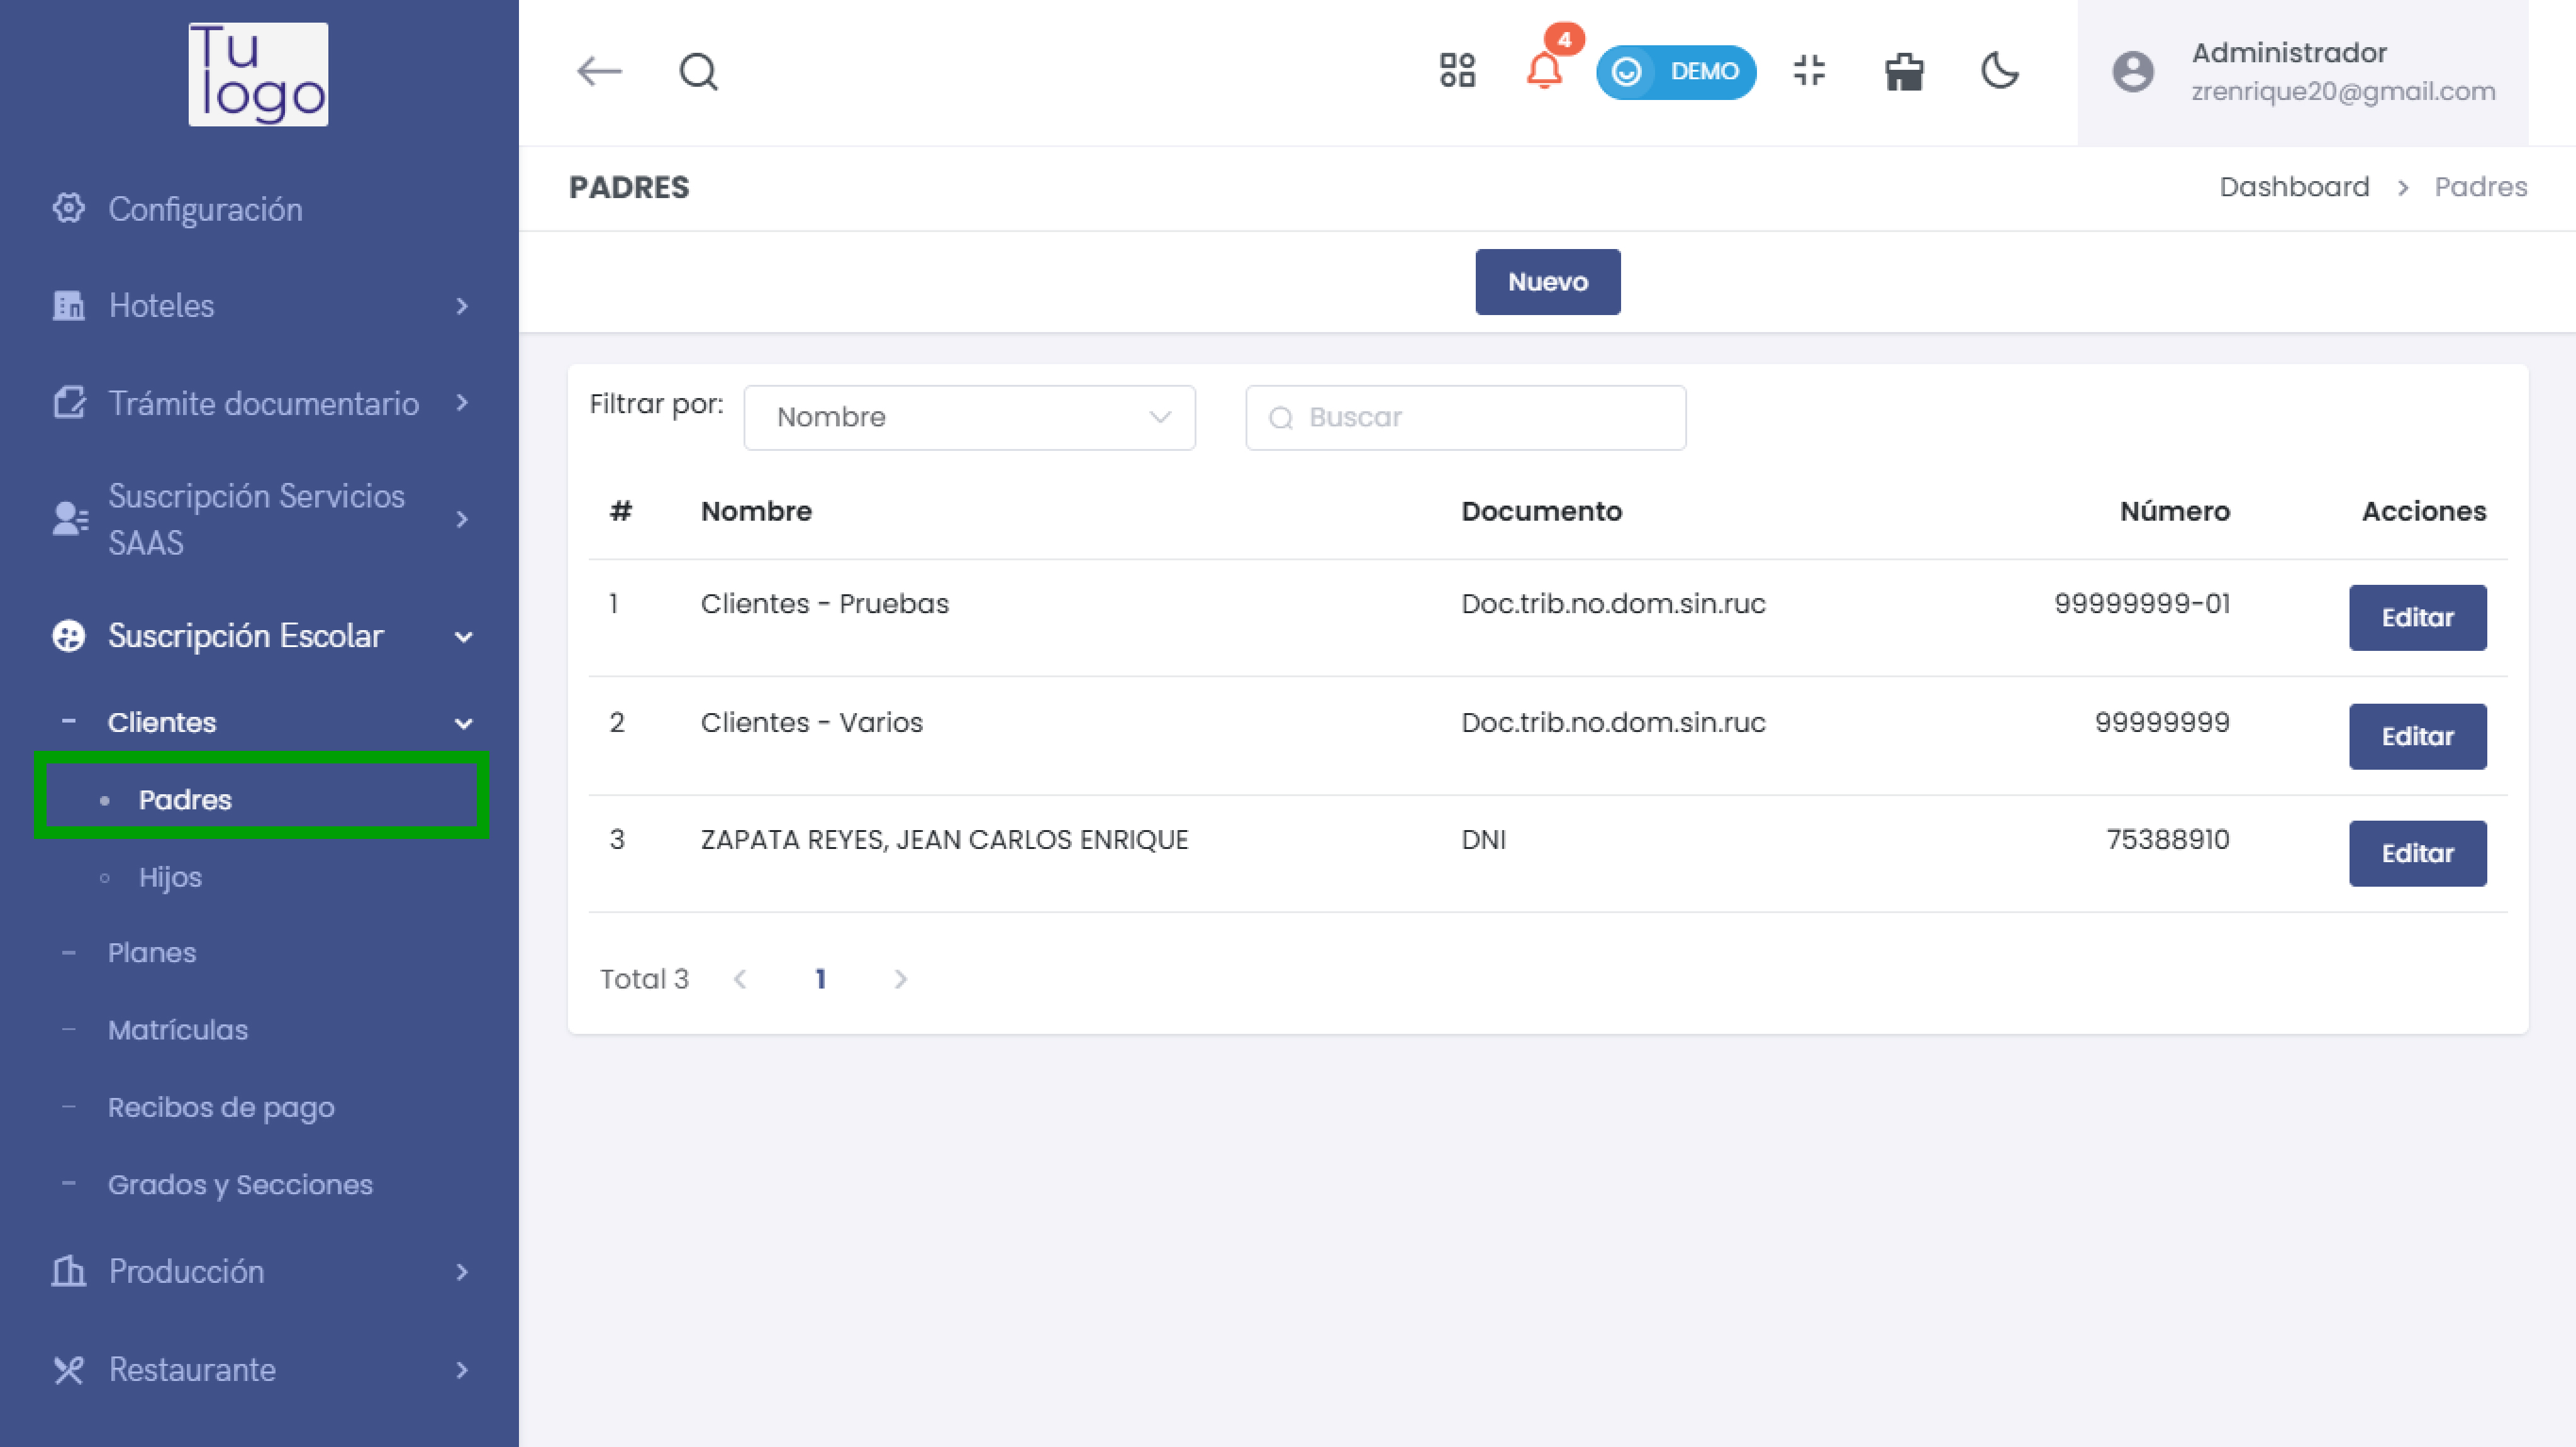 Tu
logo
Configuración
Hoteles
Trámite documentario
Suscripción Servicios
SAAS
Suscripción Escolar
- Clientes
Padres
Hijos
- Planes
- Matrículas
- Recibos de pago
- Grados y Secciones
Producción
Restaurante
4
DEMO
Administrador
zrenrique20@gmail.com
PADRES
Dashboard > Padres
Nuevo
Filtrar por: Nombre Buscar
# Nombre Documento Número Acciones
1 Clientes - Pruebas Doc.trib.no.dom.sin.ruc 99999999-01 Editar
2 Clientes - Varios Doc.trib.no.dom.sin.ruc 99999999 Editar
3 ZAPATA REYES, JEAN CARLOS ENRIQUE DNI 75388910 Editar
Total 3 < 1 >